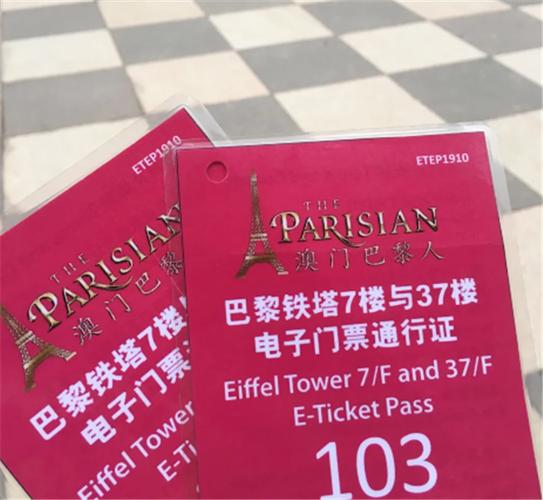 ETEP1910
THE
PARISIAN
澳门巴黎
巴黎铁塔7楼
电子门票通
Eiffel Tower
E-Tic
ETEP1910
THE
PARISIAN
澳门巴黎人
巴黎铁塔7楼与37楼
电子门票通行证
Eiffel Tower 7/F and 37/F
E-Ticket Pass
103